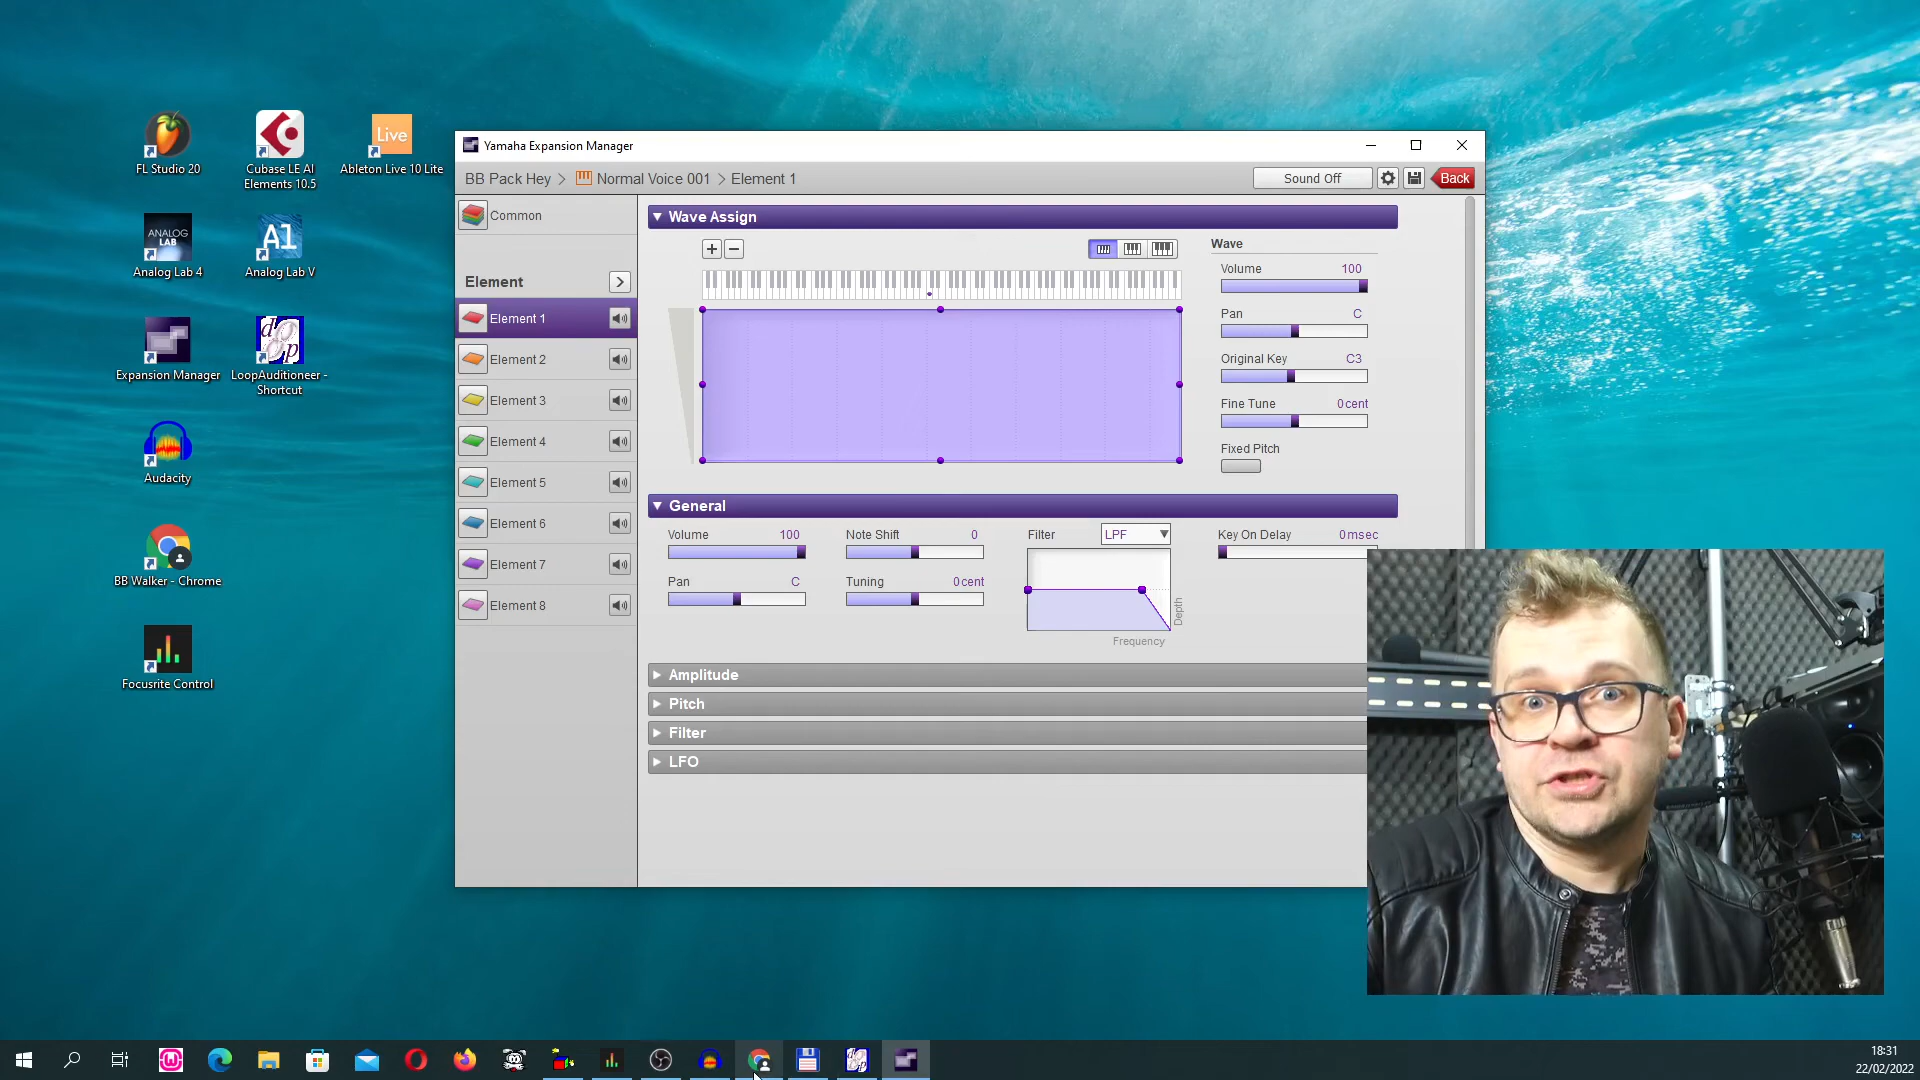 FL Studio 20
Cubase LE AI
Elements 10.5
Live
Ableton Live 10 Lite
ANALOG
LAB
Analog Lab 4
Analog Lab V
Expansion Manager
LoopAuditioneer -
Shortcut
Audacity
BB Walker - Chrome
Focusrite Control
Yamaha Expansion Manager
BB Pack Hey > Normal Voice 001 > Element 1
Sound Off
Back
Common
Element
Element 1
Element 2
Element 3
Element 4
Element 5
Element 6
Element 7
Element 8
Wave Assign
Wave
Volume 100
Pan C
Original Key C3
Fine Tune 0cent
Fixed Pitch
General
Volume 100
Pan C
Note Shift 0
Tuning 0cent
Filter LPF
Depth
Frequency
Key On Delay 0msec
Amplitude
Pitch
Filter
LFO
18:31
22/02/2022